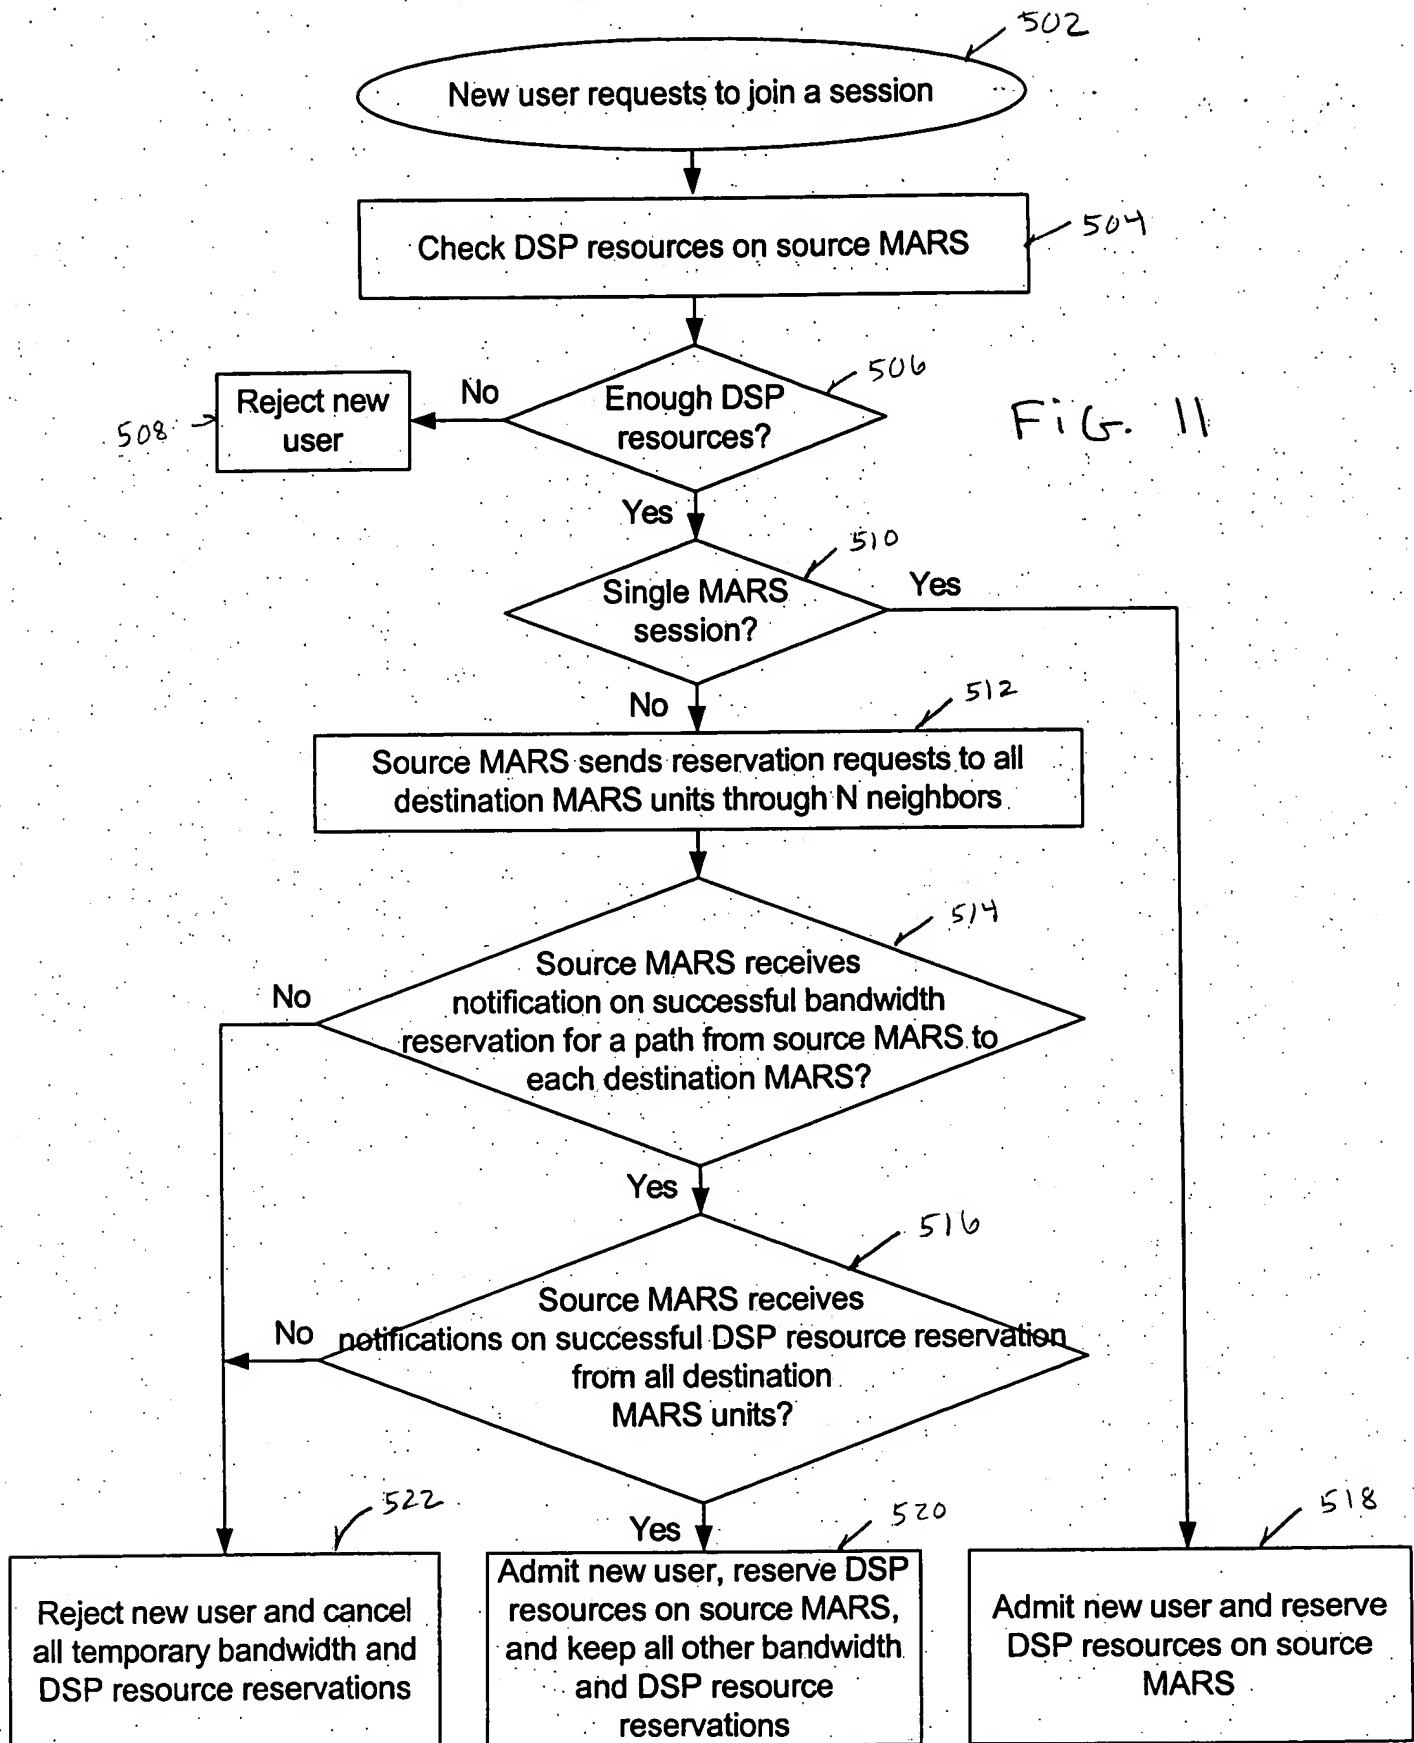 502
New user requests to join a session
504
Check DSP resources on source MARS
506
Enough DSP
resources?
No
Reject new
user
508
FiG. 11
Yes
510
Single MARS
session?
Yes
No
512
Source MARS sends reservation requests to all
destination MARS units through N neighbors
514
Source MARS receives
notification on successful bandwidth
reservation for a path from source MARS to
each destination MARS?
No
Yes
516
Source MARS receives
notifications on successful DSP resource reservation
from all destination
MARS units?
No
Yes
522
520
518
Reject new user and cancel
all temporary bandwidth and
DSP resource reservations
Admit new user, reserve DSP
resources on source MARS,
and keep all other bandwidth
and DSP resource
reservations
Admit new user and reserve
DSP resources on source
MARS